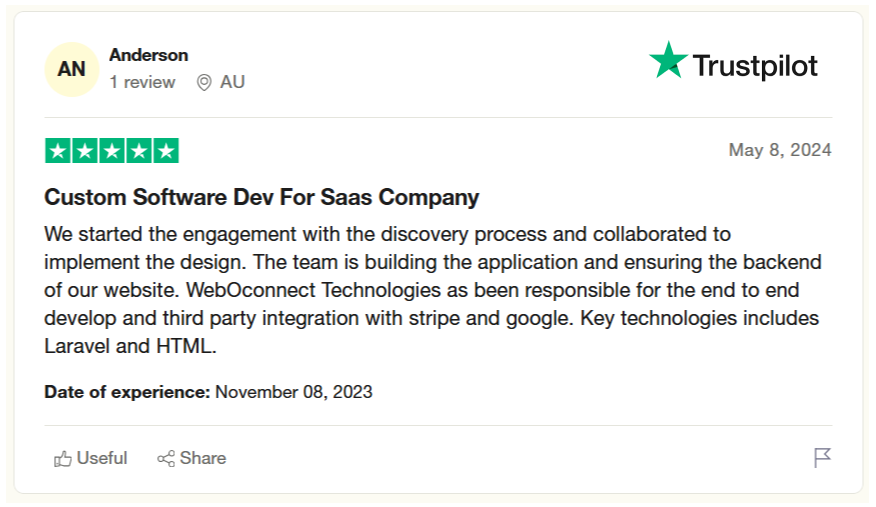 AN
Anderson
1 review AU
Trustpilot
May 8, 2024
Custom Software Dev For Saas Company
We started the engagement with the discovery process and collaborated to
implement the design. The team is building the application and ensuring the backend
of our website. WebOconnect Technologies as been responsible for the end to end
develop and third party integration with stripe and google. Key technologies includes
Laravel and HTML.
Date of experience: November 08, 2023
Useful Share